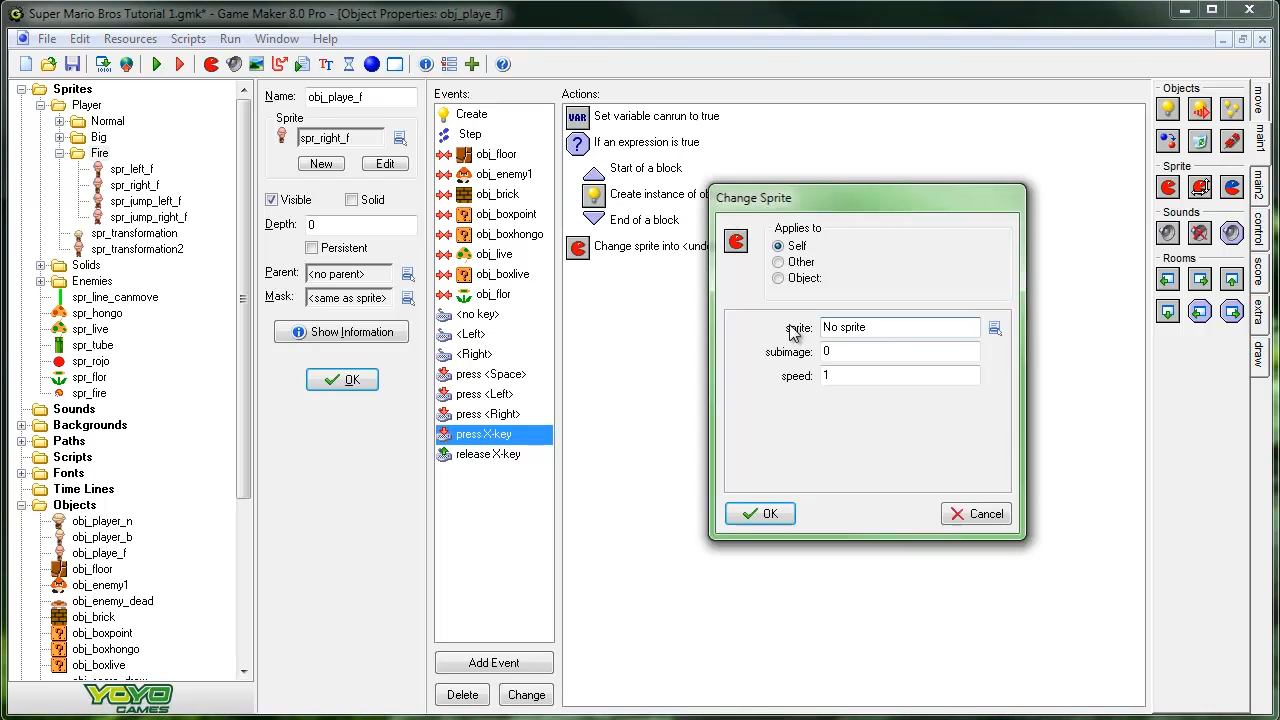 Super Mario Bros Tutorial 1.gmk* - Game Maker 8.0 Pro - [Object Properties: obj_playe_f]
File Edit Resources Scripts Run Window Help
Sprites
Player
Normal
Big
Fire
spr_left_f
spr_right_f
spr_jump_left_f
spr_jump_right_f
spr_transformation
spr_transformation2
Solids
Enemies
spr_line_canmove
spr_hongo
spr_live
spr_tube
spr_rojo
spr_flor
spr_fire
Sounds
Backgrounds
Paths
Scripts
Fonts
Time Lines
Objects
obj_player_n
obj_player_b
obj_playe_f
obj_floor
obj_enemy1
obj_enemy_dead
obj_brick
obj_boxpoint
obj_boxhongo
obj_boxlive
YOYO
GAMES
Name: obj_playe_f
Sprite
spr_right_f
New Edit
Visible Solid
Depth: 0
Persistent
Parent: <no parent>
Mask: <same as sprite>
Show Information
OK
Events:
Create
Step
obj_floor
obj_enemy1
obj_brick
obj_boxpoint
obj_boxhongo
obj_live
obj_boxlive
obj_flor
<no key>
<Left>
<Right>
press <Space>
press <Left>
press <Right>
press X-key
release X-key
Add Event
Delete Change
Actions:
VAR Set variable canrun to true
If an expression is true
Start of a block
Create instance of o
End of a block
Change sprite into <und
Change Sprite
Applies to
Self
Other
Object:
sprite: No sprite
subimage: 0
speed: 1
OK Cancel
Objects
Sprite
Sounds
Rooms
move
main1
main2
control
score
extra
draw